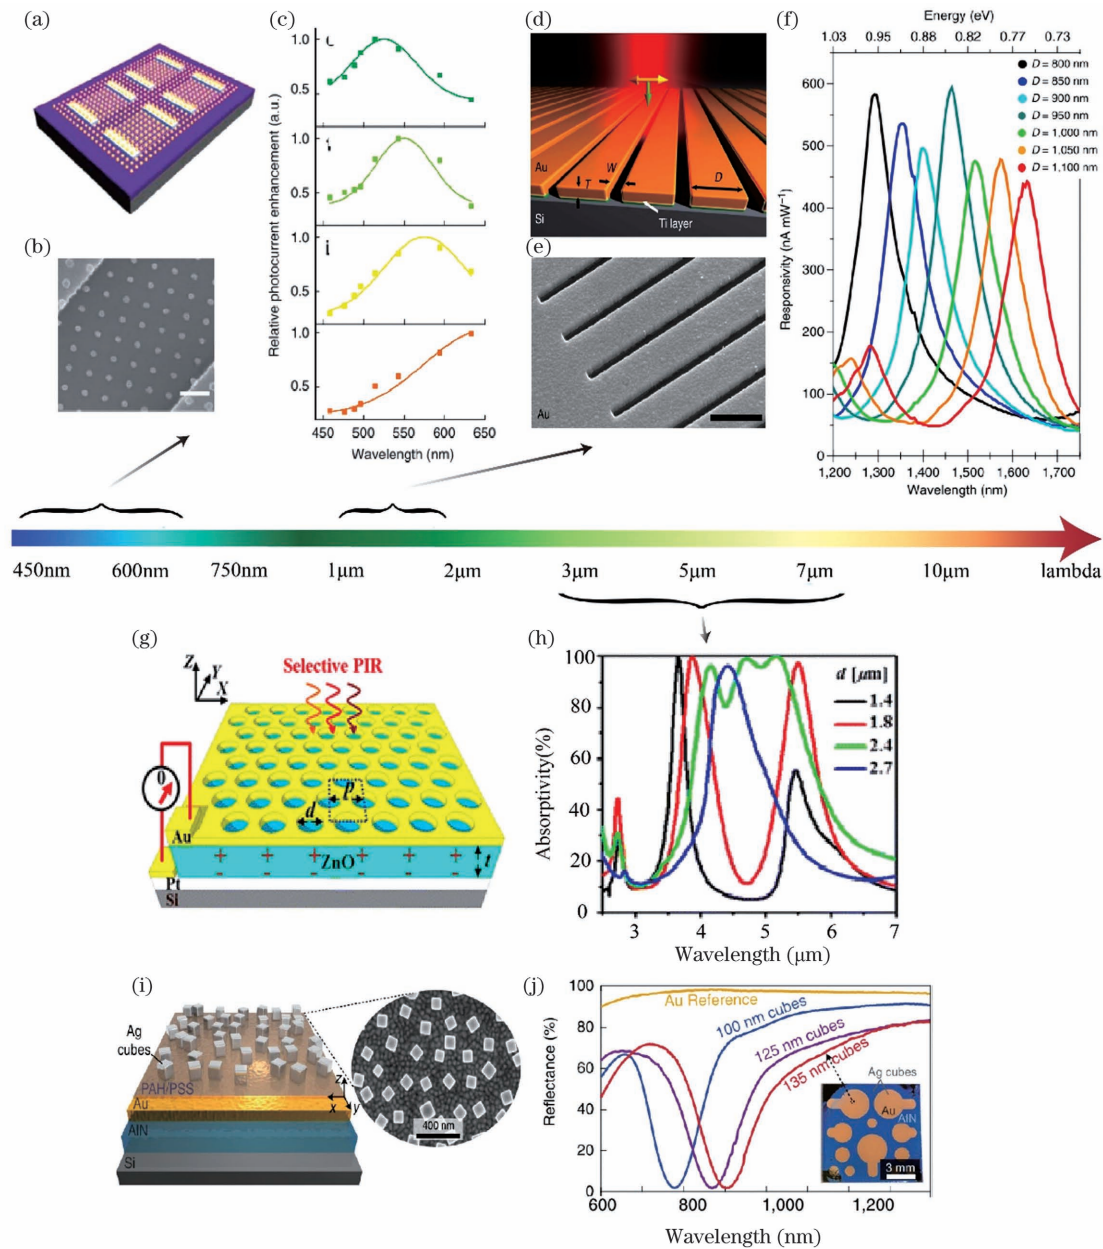 (a)
(b)
(c)
Relative photocurrent enhancement (a.u.)
1.0
0.5
1.0
0.5
1.0
0.5
1.0
0.5
450 500 550 600 650
Wavelength (nm)
(d)
Au
Si
T
W
D
Ti layer
(e)
Au
(f)
Energy (eV)
1.03 0.95 0.88 0.82 0.77 0.73
Responsivity (nA mW⁻¹)
600
500
400
300
200
100
0
D = 800 nm
D = 850 nm
D = 900 nm
D = 950 nm
D = 1,000 nm
D = 1,050 nm
D = 1,100 nm
1,200 1,300 1,400 1,500 1,600 1,700
Wavelength (nm)
450nm 600nm 750nm 1μm 2μm 3μm 5μm 7μm 10μm lambda
(g)
Z
Y
X
Selective PIR
0
p
d
Au
ZnO
t
Pt
Si
(h)
Absorptivity(%)
100
80
60
40
20
0
d [μm]
1.4
1.8
2.4
2.7
3 4 5 6 7
Wavelength (μm)
(i)
Ag
cubes
PAH/PSS
Au
AlN
Si
z
x
y
400 nm
(j)
Reflectance (%)
100
80
60
40
20
0
Au Reference
100 nm cubes
125 nm cubes
135 nm cubes
Ag cubes
Au
AlN
3 mm
600 800 1,000 1,200
Wavelength (nm)